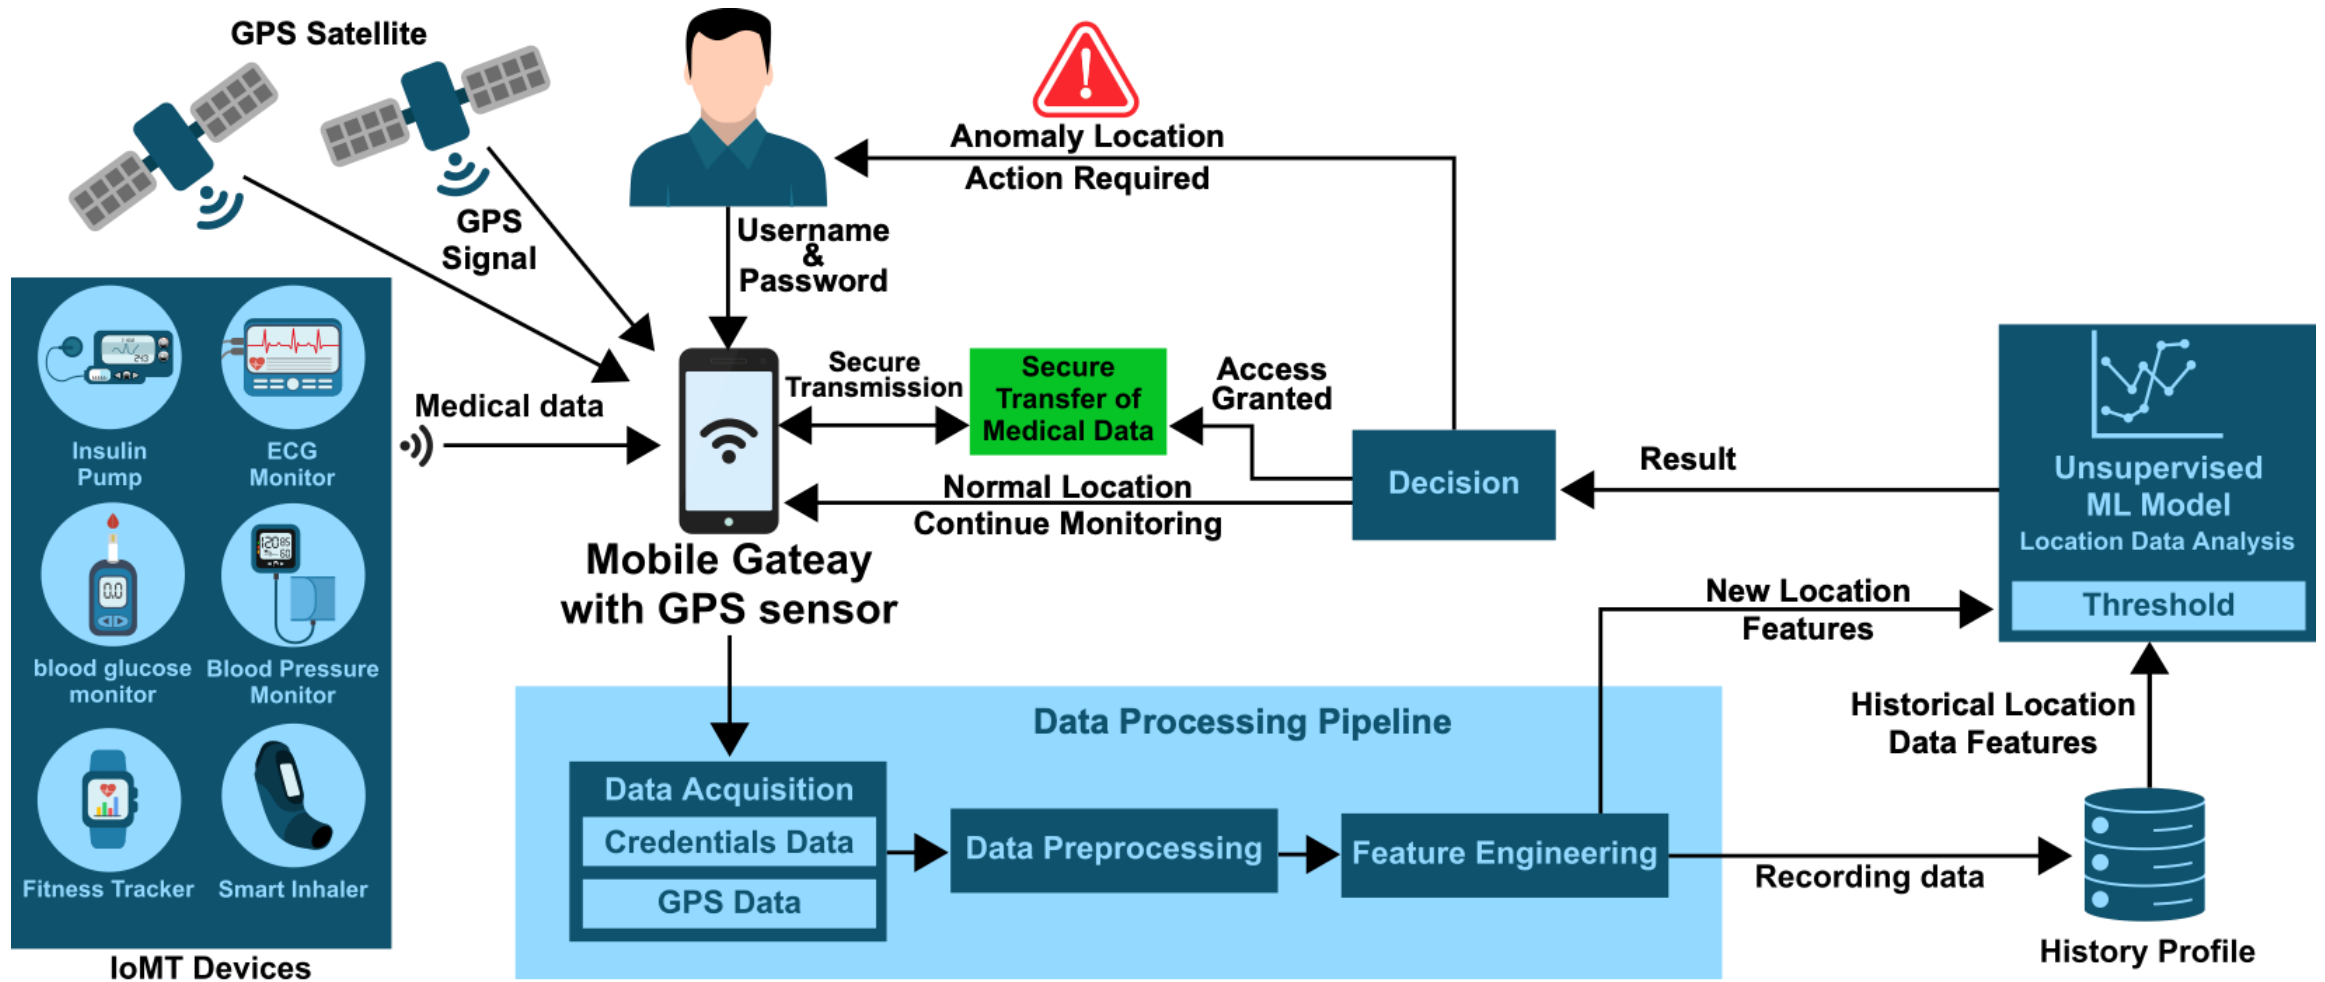 GPS Satellite
GPS
Signal
Username
&
Password
Anomaly Location
Action Required
Insulin
Pump
ECG
Monitor
blood glucose
monitor
Blood Pressure
Monitor
Fitness Tracker
Smart Inhaler
IoMT Devices
Medical data
Secure
Transmission
Secure
Transfer of
Medical Data
Access
Granted
Normal Location
Continue Monitoring
Decision
Result
Unsupervised
ML Model
Location Data Analysis
Threshold
Mobile Gateay
with GPS sensor
New Location
Features
Historical Location
Data Features
Data Processing Pipeline
Data Acquisition
Credentials Data
GPS Data
Data Preprocessing
Feature Engineering
Recording data
History Profile
0.0